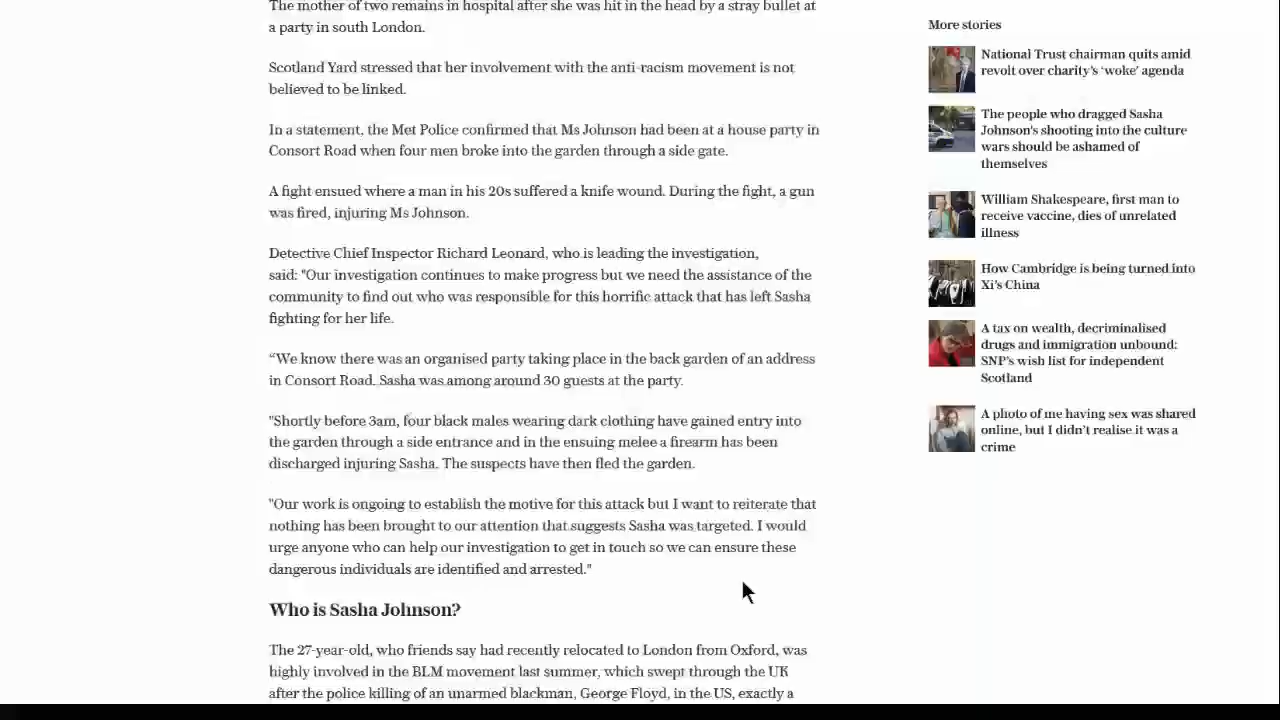 The mother of two remains in hospital after she was hit in the head by a stray bullet at
a party in south London.
Scotland Yard stressed that her involvement with the anti-racism movement is not
believed to be linked.
In a statement, the Met Police confirmed that Ms Johnson had been at a house party in
Consort Road when four men broke into the garden through a side gate.
A fight ensued where a man in his 20s suffered a knife wound. During the fight, a gun
was fired, injuring Ms Johnson.
Detective Chief Inspector Richard Leonard, who is leading the investigation,
said: "Our investigation continues to make progress but we need the assistance of the
community to find out who was responsible for this horrific attack that has left Sasha
fighting for her life.
“We know there was an organised party taking place in the back garden of an address
in Consort Road. Sasha was among around 30 guests at the party.
"Shortly before 3am, four black males wearing dark clothing have gained entry into
the garden through a side entrance and in the ensuing melee a firearm has been
discharged injuring Sasha. The suspects have then fled the garden.
"Our work is ongoing to establish the motive for this attack but I want to reiterate that
nothing has been brought to our attention that suggests Sasha was targeted. I would
urge anyone who can help our investigation to get in touch so we can ensure these
dangerous individuals are identified and arrested."
Who is Sasha Johnson?
The 27-year-old, who friends say had recently relocated to London from Oxford, was
highly involved in the BLM movement last summer, which swept through the UK
after the police killing of an unarmed blackman, George Floyd, in the US, exactly a
More stories
National Trust chairman quits amid
revolt over charity’s ‘woke’ agenda
The people who dragged Sasha
Johnson’s shooting into the culture
wars should be ashamed of
themselves
William Shakespeare, first man to
receive vaccine, dies of unrelated
illness
How Cambridge is being turned into
Xi’s China
A tax on wealth, decriminalised
drugs and immigration unbound:
SNP’s wish list for independent
Scotland
A photo of me having sex was shared
online, but I didn’t realise it was a
crime